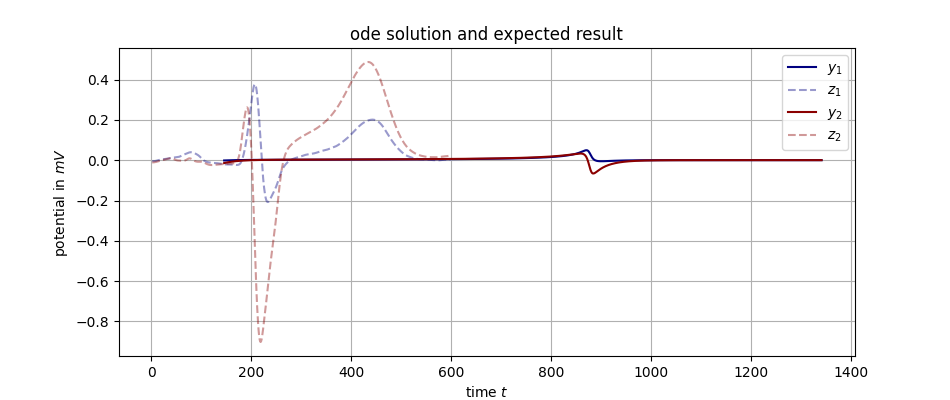 ode solution and expected result
potential in mV
0.4
0.2
0.0
−0.2
−0.4
−0.6
−0.8
y₁
z₁
y₂
z₂
0 200 400 600 800 1000 1200 1400
time t